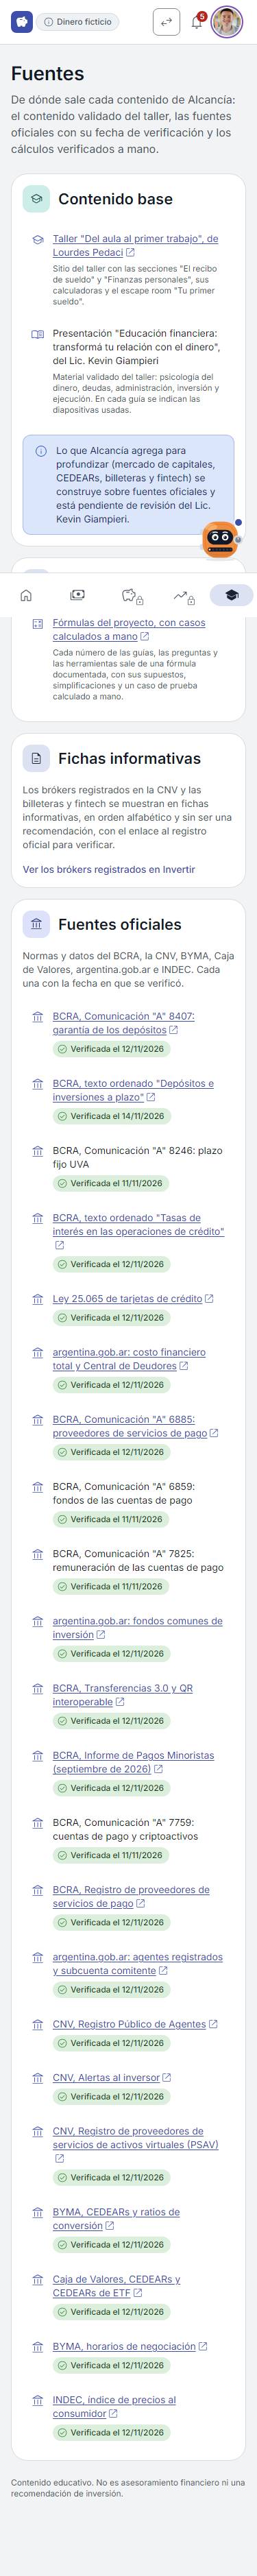 Dinero ficticio
5
Fuentes
De dónde sale cada contenido de Alcancía:
el contenido validado del taller, las fuentes
oficiales con su fecha de verificación y los
cálculos verificados a mano.
Contenido base
Taller "Del aula al primer trabajo", de
Lourdes Pedaci
Sitio del taller con las secciones "El recibo
de sueldo" y "Finanzas personales", sus
calculadoras y el escape room "Tu primer
sueldo".
Presentación "Educación financiera:
transformá tu relación con el dinero",
del Lic. Kevin Giampieri
Material validado del taller: psicología del
dinero, deudas, administración, inversión y
ejecución. En cada guía se indican las
diapositivas usadas.
Lo que Alcancía agrega para
profundizar (mercado de capitales,
CEDEARs, billeteras y fintech) se
construye sobre fuentes oficiales y
está pendiente de revisión del Lic.
Kevin Giampieri.
Fórmulas del proyecto, con casos
calculados a mano
Cada número de las guías, las preguntas y
las herramientas sale de una fórmula
documentada, con sus supuestos,
simplificaciones y un caso de prueba
calculado a mano.
Fichas informativas
Los brókers registrados en la CNV y las
billeteras y fintech se muestran en fichas
informativas, en orden alfabético y sin ser una
recomendación, con el enlace al registro
oficial para verificar.
Ver los brókers registrados en Invertir
Fuentes oficiales
Normas y datos del BCRA, la CNV, BYMA, Caja
de Valores, argentina.gob.ar e INDEC. Cada
una con la fecha en que se verificó.
BCRA, Comunicación "A" 8407:
garantía de los depósitos
Verificada el 12/11/2026
BCRA, texto ordenado "Depósitos e
inversiones a plazo"
Verificada el 14/11/2026
BCRA, Comunicación "A" 8246: plazo
fijo UVA
Verificada el 11/11/2026
BCRA, texto ordenado "Tasas de
interés en las operaciones de crédito"
Verificada el 12/11/2026
Ley 25.065 de tarjetas de crédito
Verificada el 12/11/2026
argentina.gob.ar: costo financiero
total y Central de Deudores
Verificada el 12/11/2026
BCRA, Comunicación "A" 6885:
proveedores de servicios de pago
Verificada el 12/11/2026
BCRA, Comunicación "A" 6859:
fondos de las cuentas de pago
Verificada el 11/11/2026
BCRA, Comunicación "A" 7825:
remuneración de las cuentas de pago
Verificada el 11/11/2026
argentina.gob.ar: fondos comunes de
inversión
Verificada el 12/11/2026
BCRA, Transferencias 3.0 y QR
interoperable
Verificada el 12/11/2026
BCRA, Informe de Pagos Minoristas
(septiembre de 2026)
Verificada el 12/11/2026
BCRA, Comunicación "A" 7759:
cuentas de pago y criptoactivos
Verificada el 11/11/2026
BCRA, Registro de proveedores de
servicios de pago
Verificada el 12/11/2026
argentina.gob.ar: agentes registrados
y subcuenta comitente
Verificada el 12/11/2026
CNV, Registro Público de Agentes
Verificada el 12/11/2026
CNV, Alertas al inversor
Verificada el 12/11/2026
CNV, Registro de proveedores de
servicios de activos virtuales (PSAV)
Verificada el 12/11/2026
BYMA, CEDEARs y ratios de
conversión
Verificada el 12/11/2026
Caja de Valores, CEDEARs y
CEDEARs de ETF
Verificada el 12/11/2026
BYMA, horarios de negociación
Verificada el 12/11/2026
INDEC, índice de precios al
consumidor
Verificada el 12/11/2026
Contenido educativo. No es asesoramiento financiero ni una
recomendación de inversión.